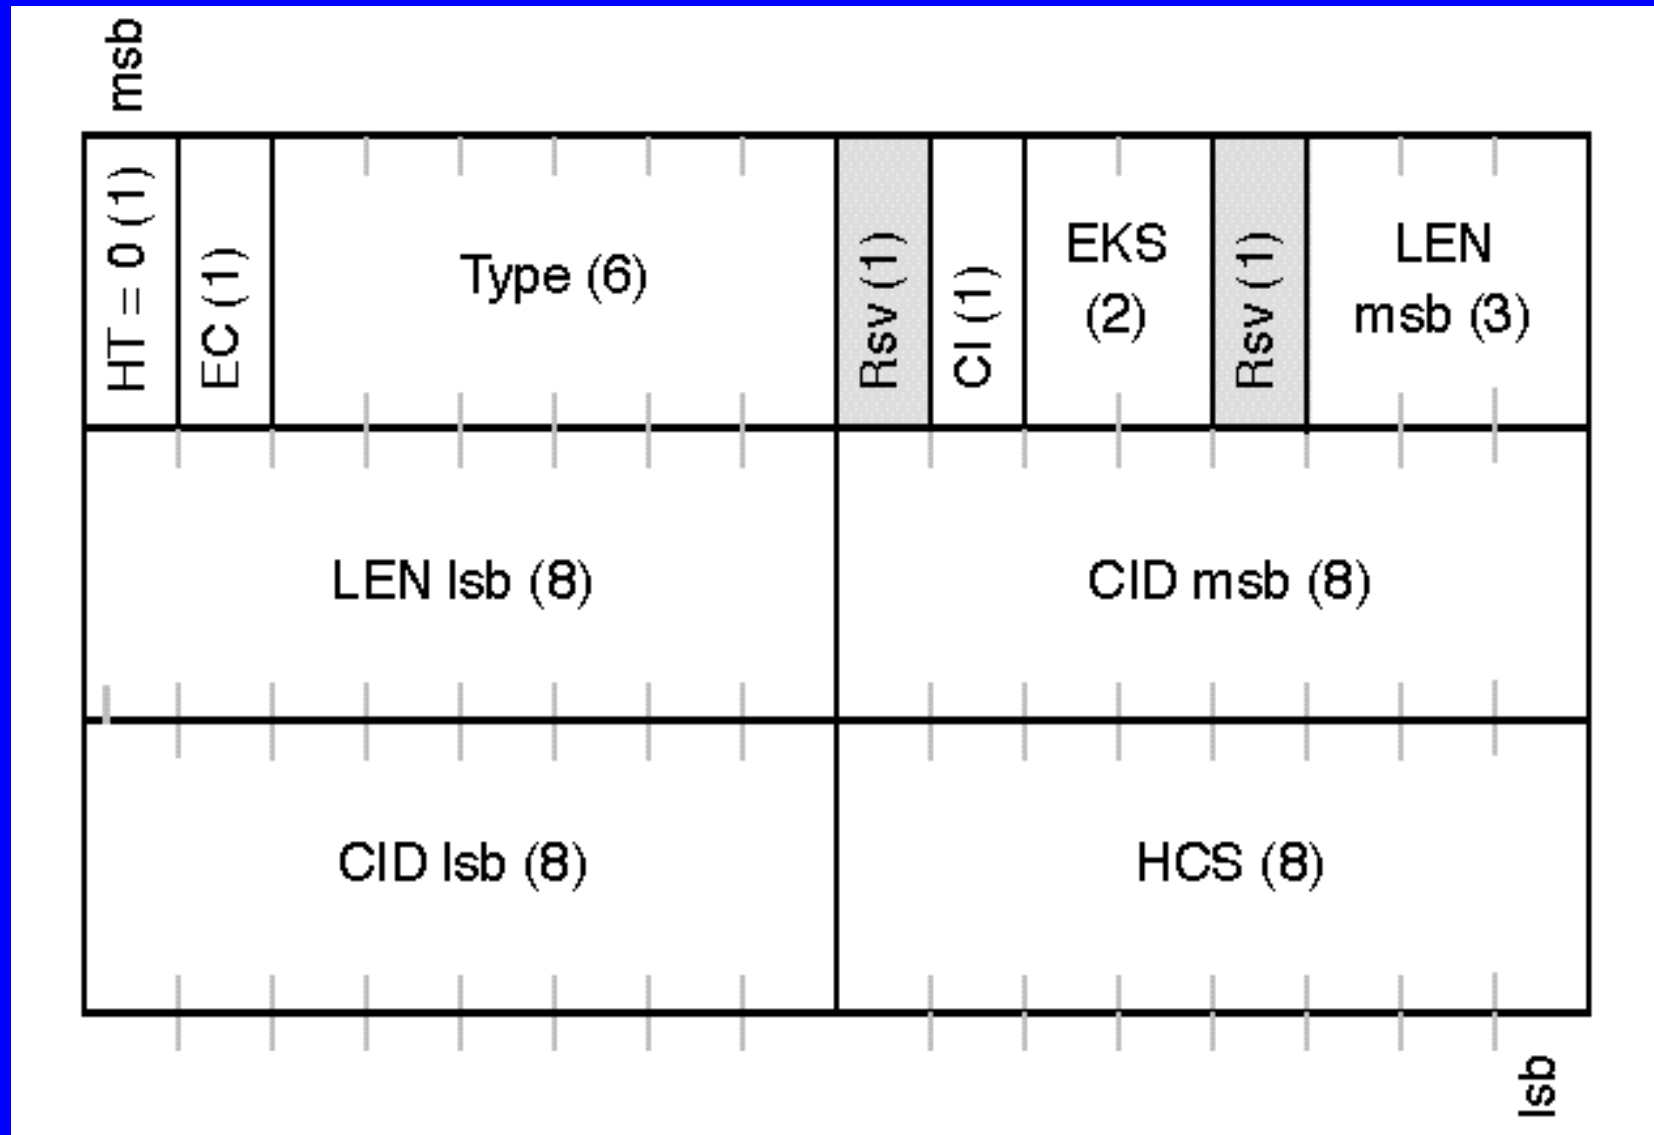 msb
HT = 0 (1)
EC (1)
Type (6)
Rsv (1)
CI (1)
EKS
(2)
Rsv (1)
LEN
msb (3)
LEN lsb (8)
CID msb (8)
CID lsb (8)
HCS (8)
lsb